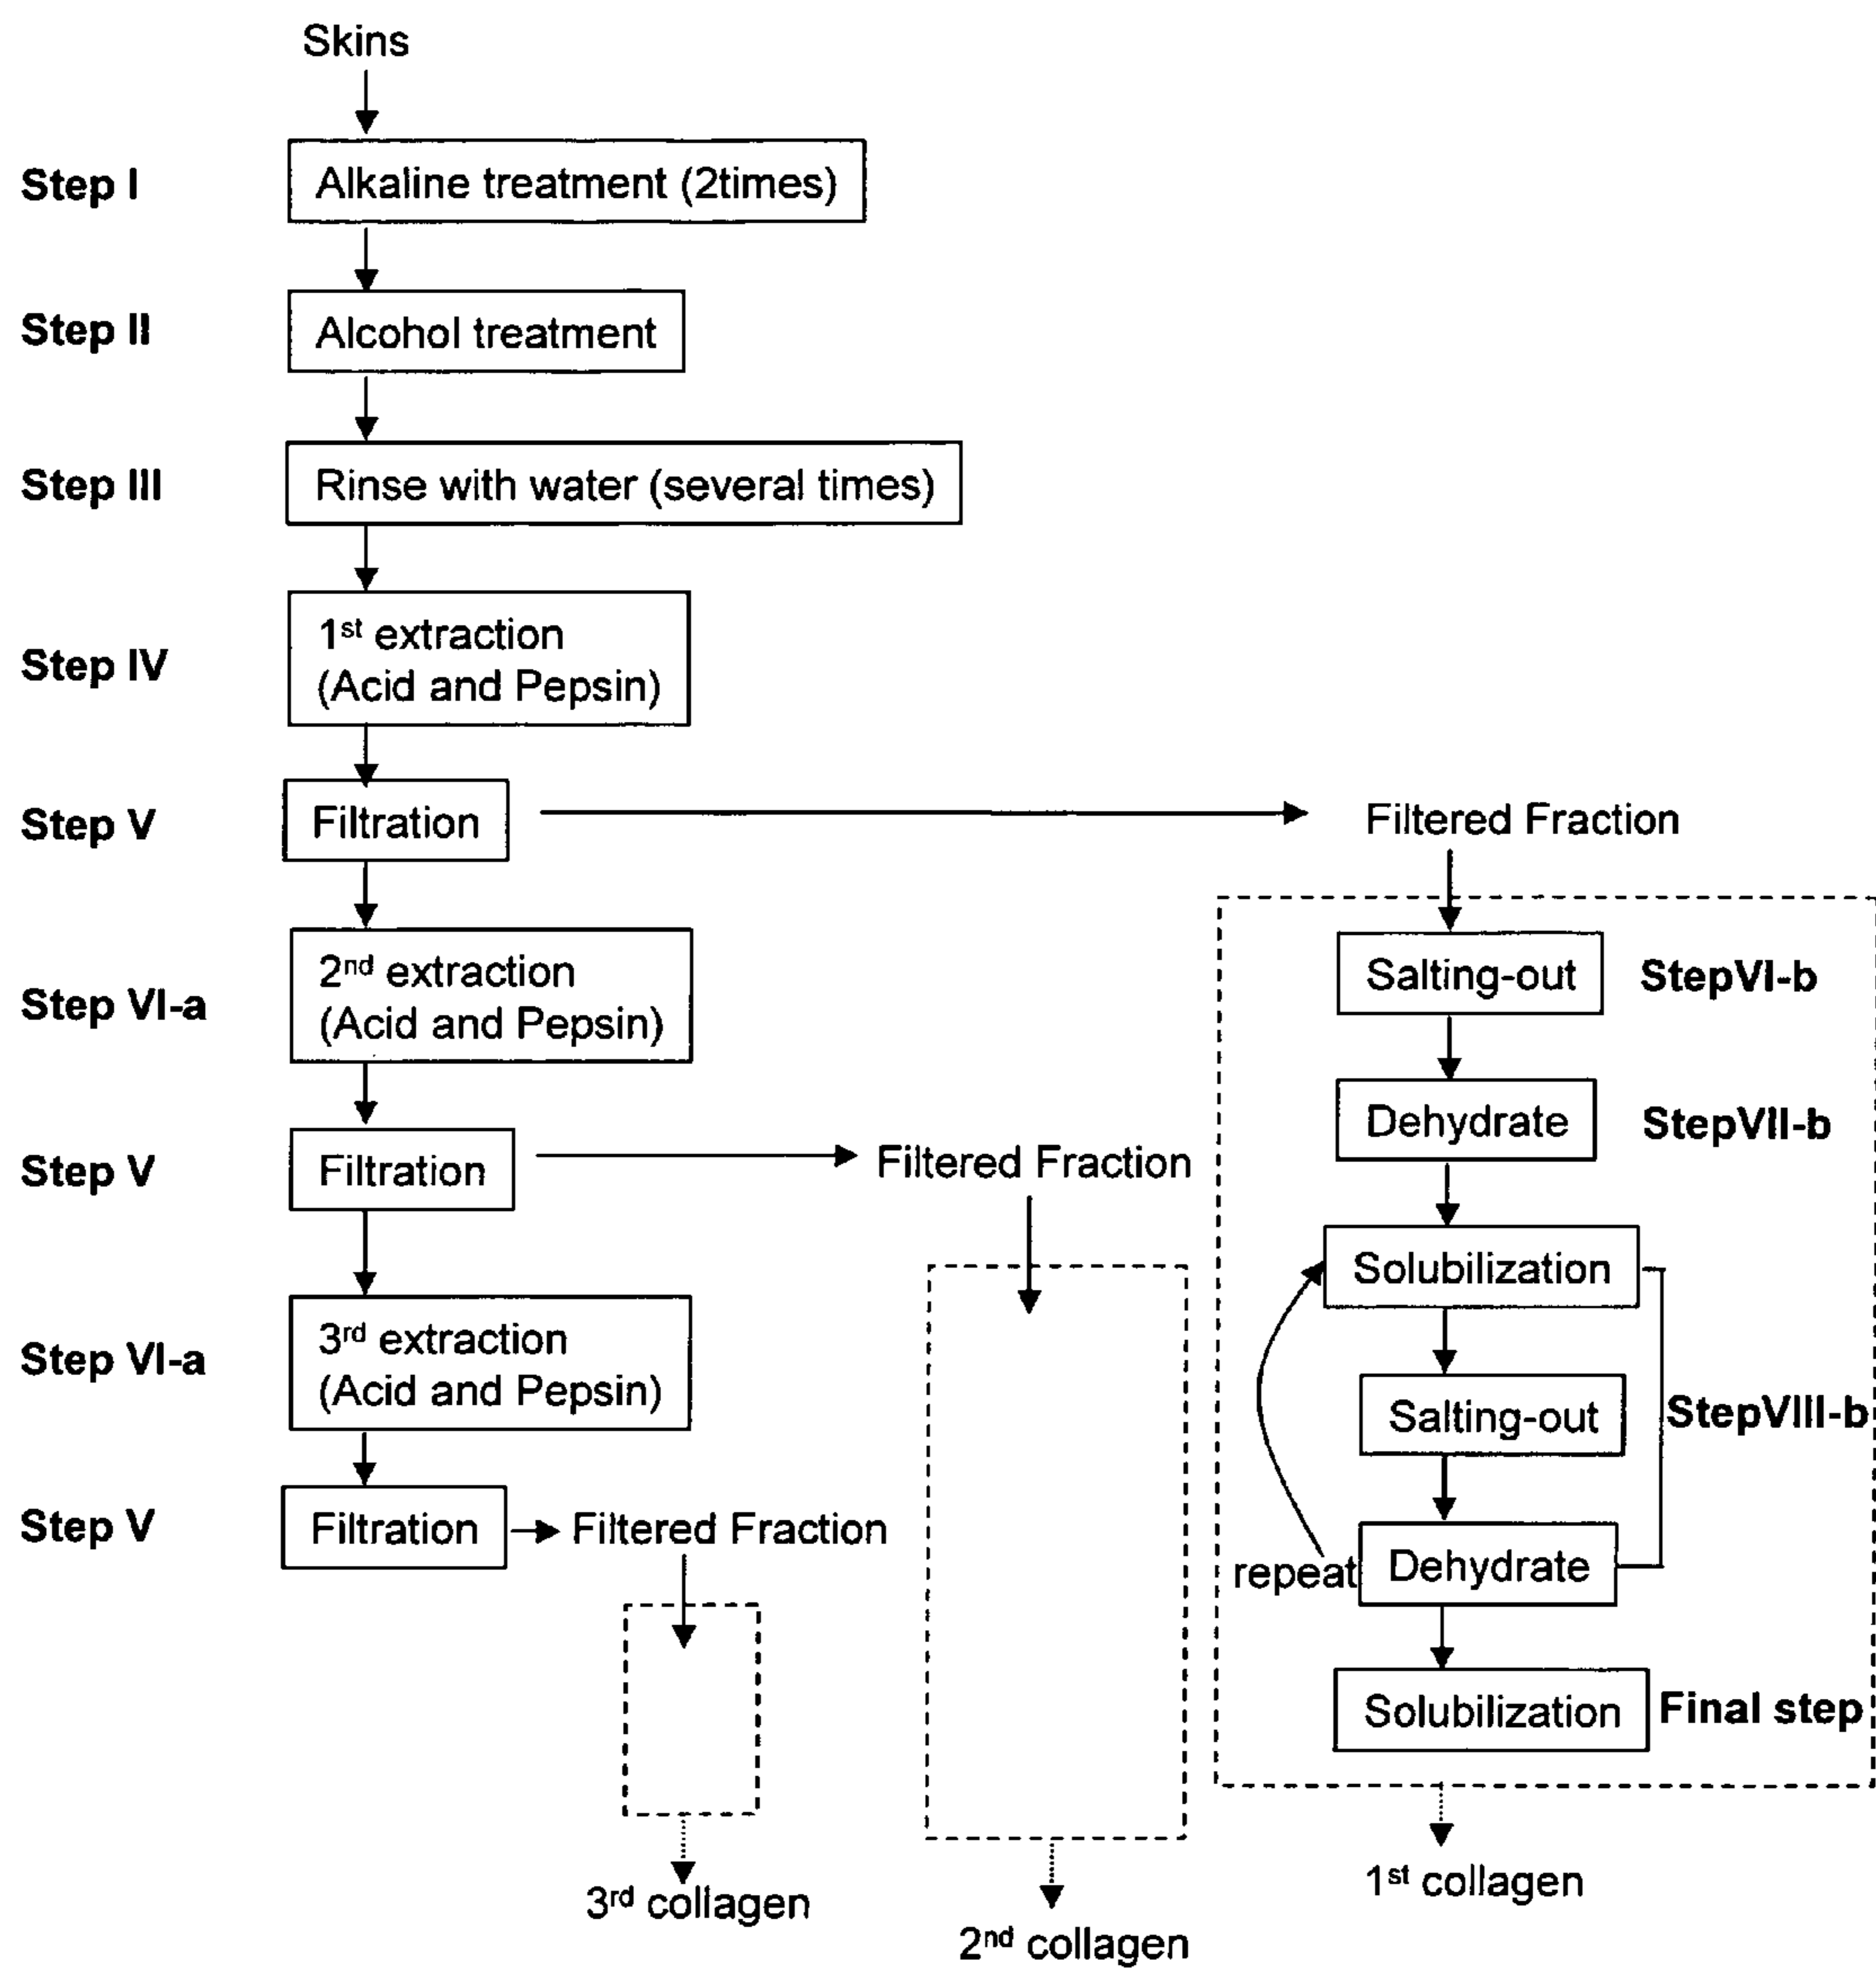 Skins
Step I
Alkaline treatment (2times)
Step II
Alcohol treatment
Step III
Rinse with water (several times)
Step IV
1st extraction
(Acid and Pepsin)
Step V
Filtration
Filtered Fraction
Step VI-a
2nd extraction
(Acid and Pepsin)
Salting-out
StepVI-b
Dehydrate
StepVII-b
Step V
Filtration
Filtered Fraction
Solubilization
Step VI-a
3rd extraction
(Acid and Pepsin)
Salting-out
StepVIII-b
Step V
Filtration
Filtered Fraction
repeat
Dehydrate
Solubilization
Final step
3rd collagen
2nd collagen
1st collagen